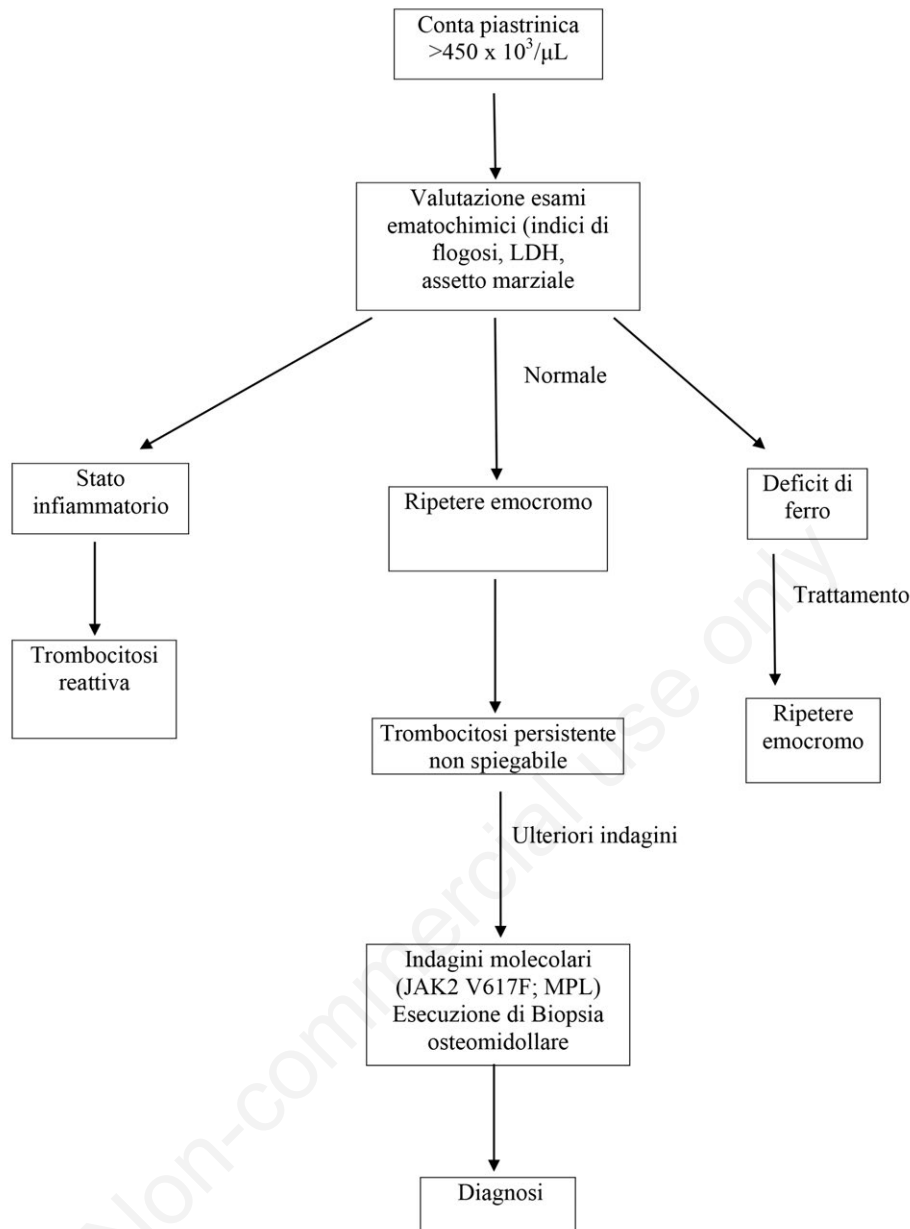 Conta piastrinica
>450 x 10³/μL
Valutazione esami
ematochimici (indici di
flogosi, LDH,
assetto marziale
Normale
Stato
infiammatorio
Ripetere emocromo
Deficit di
ferro
Trattamento
Trombocitosi
reattiva
Ripetere
emocromo
Trombocitosi persistente
non spiegabile
Ulteriori indagini
Indagini molecolari
(JAK2 V617F; MPL)
Esecuzione di Biopsia
osteomidollare
Diagnosi
Non-commercial use only